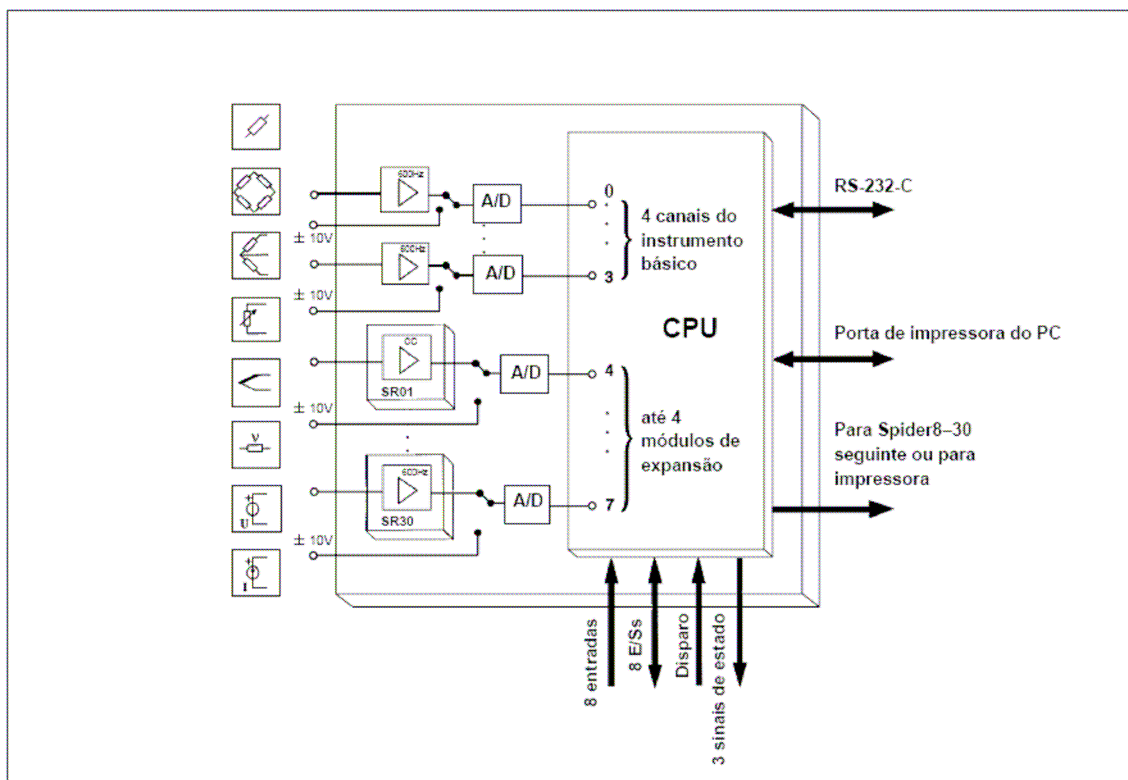 600Hz
A/D
± 10V
600Hz
A/D
± 10V
CC
SR01
A/D
± 10V
600Hz
SR30
A/D
± 10V
ν
U
I
0
3
4 canais do
instrumento
básico
CPU
4
7
até 4
módulos de
expansão
RS-232-C
Porta de impressora do PC
Para Spider8–30
seguinte ou para
impressora
8 entradas
8 E/Ss
Disparo
3 sinais de estado